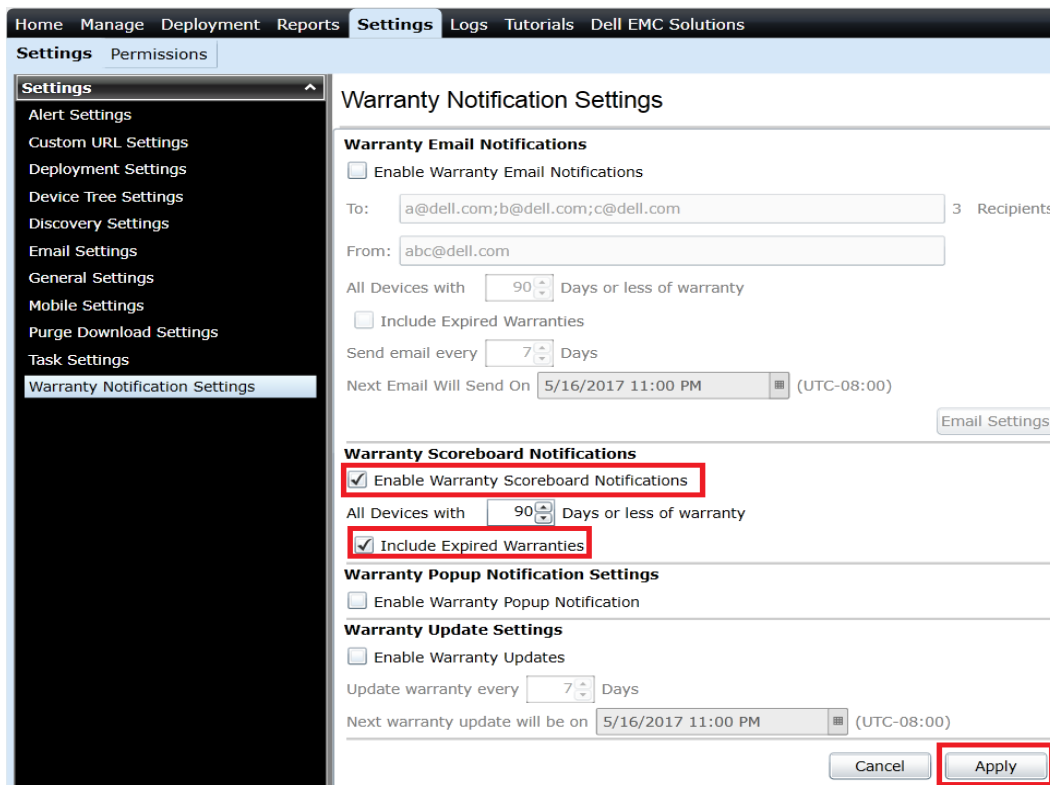 Home Manage Deployment Reports Settings Logs Tutorials Dell EMC Solutions
Settings Permissions
Settings
Alert Settings
Custom URL Settings
Deployment Settings
Device Tree Settings
Discovery Settings
Email Settings
General Settings
Mobile Settings
Purge Download Settings
Task Settings
Warranty Notification Settings
Warranty Notification Settings
Warranty Email Notifications
Enable Warranty Email Notifications
To: a@dell.com;b@dell.com;c@dell.com 3 Recipients
From: abc@dell.com
All Devices with 90 Days or less of warranty
Include Expired Warranties
Send email every 7 Days
Next Email Will Send On 5/16/2017 11:00 PM (UTC-08:00)
Email Settings
Warranty Scoreboard Notifications
Enable Warranty Scoreboard Notifications
All Devices with 90 Days or less of warranty
Include Expired Warranties
Warranty Popup Notification Settings
Enable Warranty Popup Notification
Warranty Update Settings
Enable Warranty Updates
Update warranty every 7 Days
Next warranty update will be on 5/16/2017 11:00 PM (UTC-08:00)
Cancel Apply